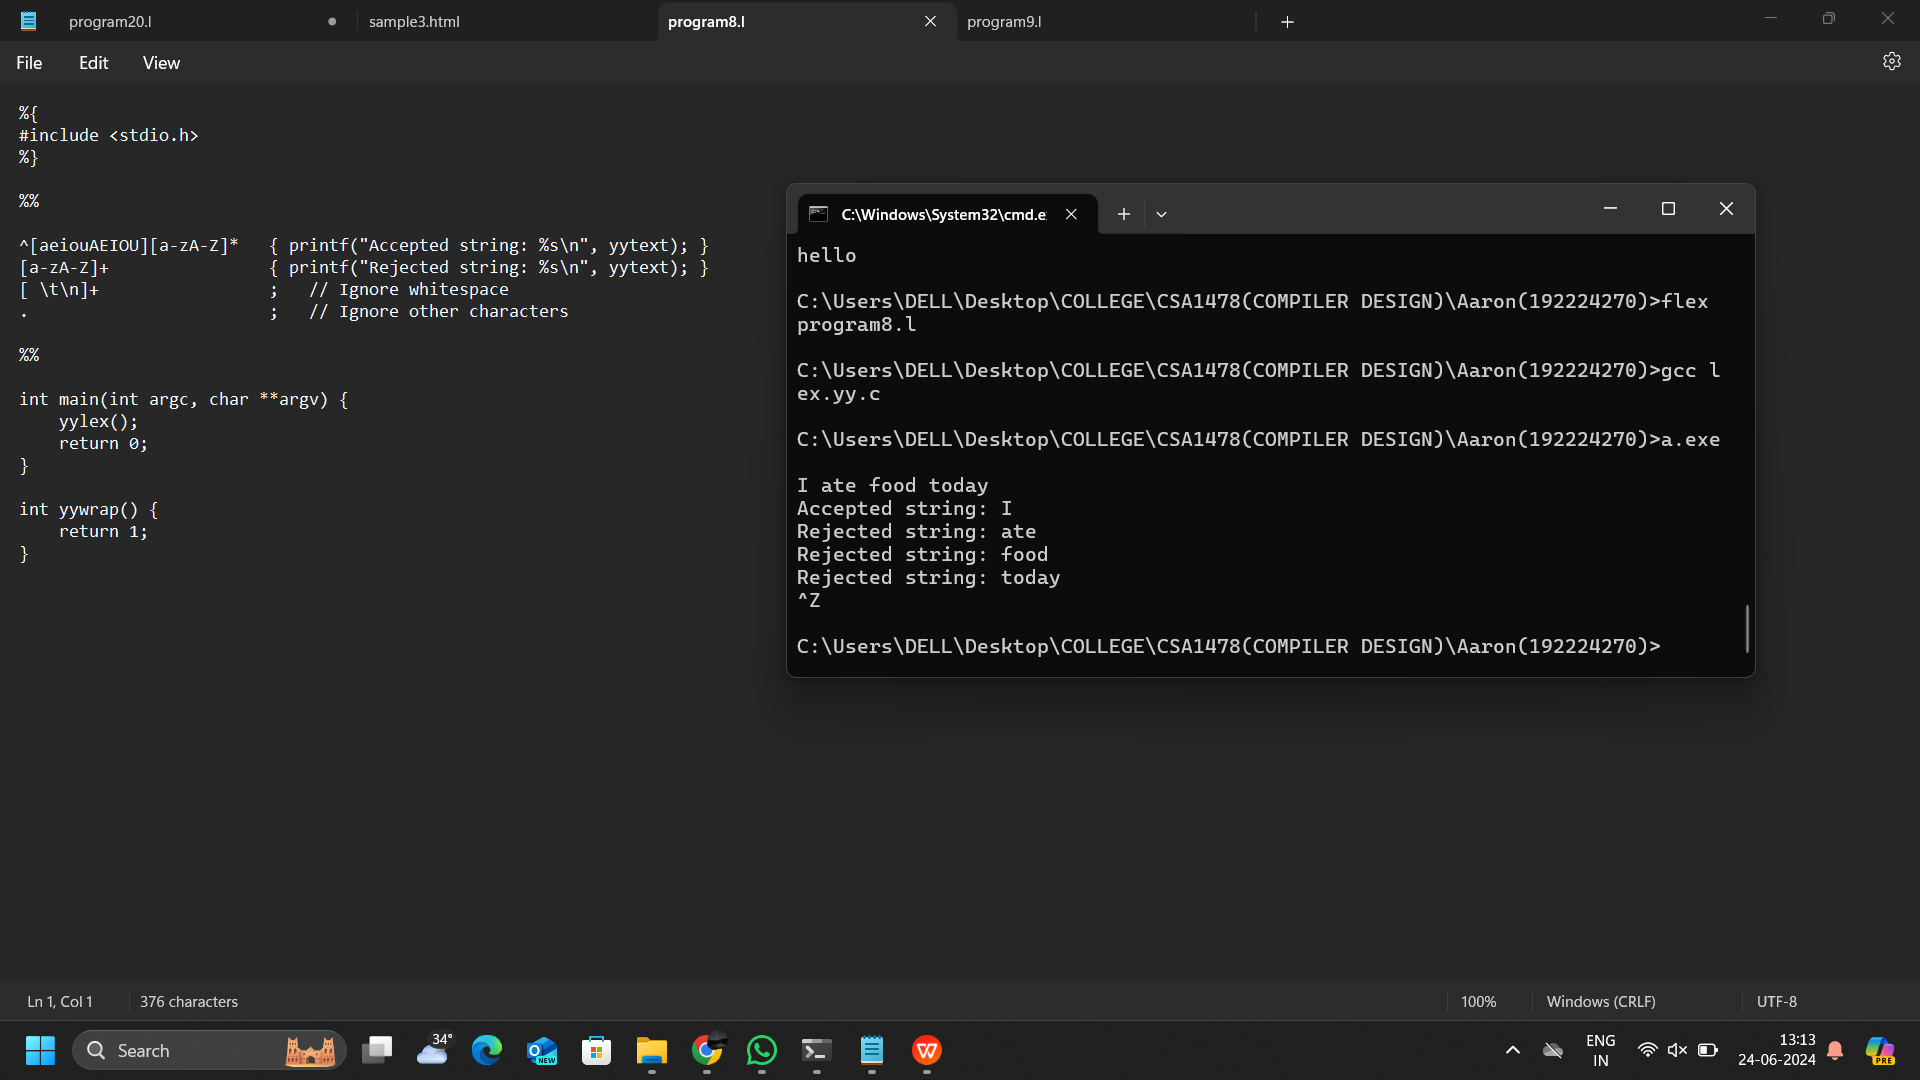 program20.l
sample3.html
program8.l
program9.l
File Edit View
%{
#include <stdio.h>
%}
%%
^[aeiouAEIOU][a-zA-Z]*   { printf("Accepted string: %s\n", yytext); }
[a-zA-Z]+                { printf("Rejected string: %s\n", yytext); }
[ \t\n]+                 ;   // Ignore whitespace
.                        ;   // Ignore other characters
%%
int main(int argc, char **argv) {
    yylex();
    return 0;
}
int yywrap() {
    return 1;
}
C:\Windows\System32\cmd.e
hello
C:\Users\DELL\Desktop\COLLEGE\CSA1478(COMPILER DESIGN)\Aaron(192224270)>flex
program8.l
C:\Users\DELL\Desktop\COLLEGE\CSA1478(COMPILER DESIGN)\Aaron(192224270)>gcc l
ex.yy.c
C:\Users\DELL\Desktop\COLLEGE\CSA1478(COMPILER DESIGN)\Aaron(192224270)>a.exe
I ate food today
Accepted string: I
Rejected string: ate
Rejected string: food
Rejected string: today
^Z
C:\Users\DELL\Desktop\COLLEGE\CSA1478(COMPILER DESIGN)\Aaron(192224270)>
Ln 1, Col 1
376 characters
100%
Windows (CRLF)
UTF-8
Search
34°
NEW
ENG
IN
13:13
24-06-2024
PRE